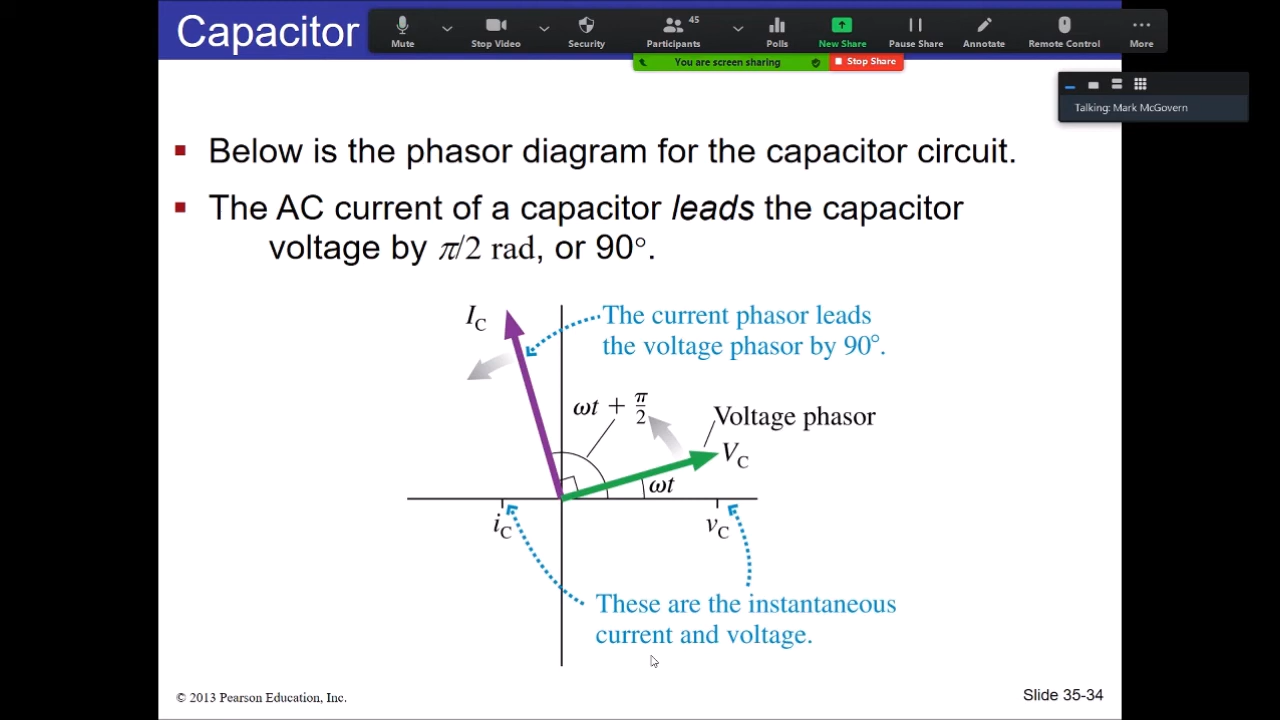 Capacitor
Mute
Stop Video
Security
Participants
45
Polls
New Share
Pause Share
Annotate
Remote Control
More
You are screen sharing
Stop Share
Talking: Mark McGovern
Below is the phasor diagram for the capacitor circuit.
The AC current of a capacitor leads the capacitor
voltage by π/2 rad, or 90°.
I_C
The current phasor leads
the voltage phasor by 90°.
ωt + π/2
Voltage phasor
V_C
ωt
i_C
v_C
These are the instantaneous
current and voltage.
© 2013 Pearson Education, Inc.
Slide 35-34